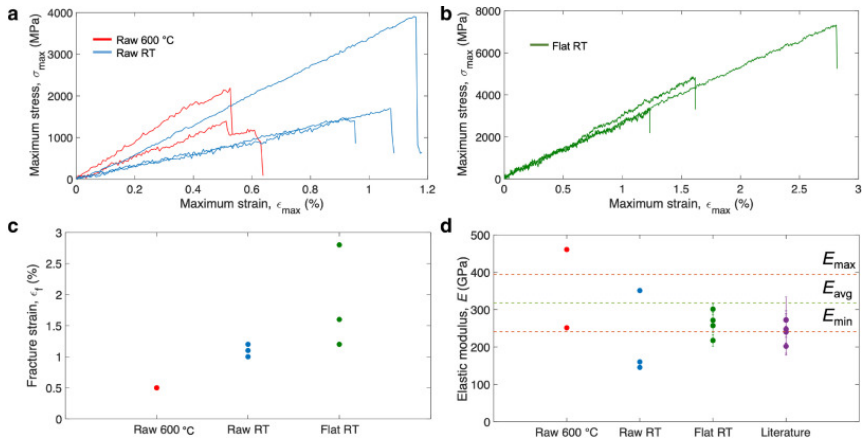 a
Maximum stress, σmax (MPa)
4000
3000
2000
1000
0
Raw 600 °C
Raw RT
0 0.2 0.4 0.6 0.8 1 1.2
Maximum strain, ϵmax (%)
b
Maximum stress, σmax (MPa)
8000
6000
4000
2000
0
Flat RT
0 0.5 1 1.5 2 2.5 3
Maximum strain, ϵmax (%)
c
Fracture strain, ϵf (%)
3
2.5
2
1.5
1
0.5
0
Raw 600 °C Raw RT Flat RT
d
Elastic modulus, E (GPa)
500
400
300
200
100
0
Emax
Eavg
Emin
Raw 600 °C Raw RT Flat RT Literature